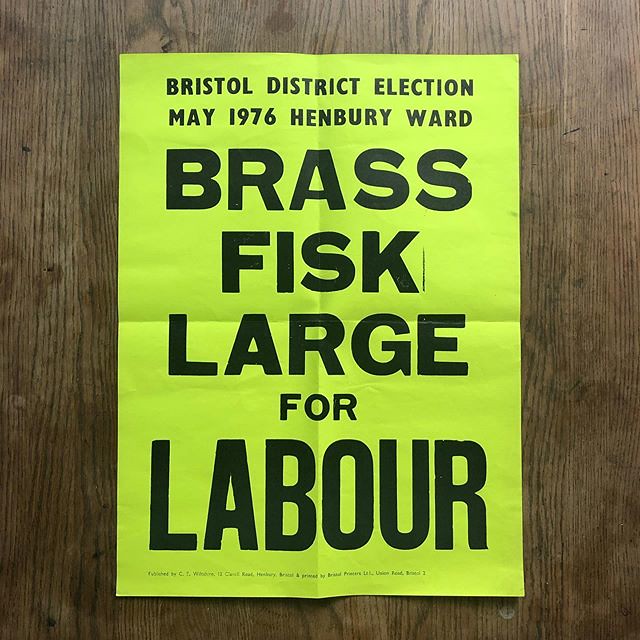 BRISTOL DISTRICT ELECTION
MAY 1976 HENBURY WARD
BRASS
FISK
LARGE
FOR
LABOUR
Published by C. T. Wiltshire, 12 Clavill Road, Henbury, Bristol & printed by Bristol Printers Ltd., Union Road, Bristol 2